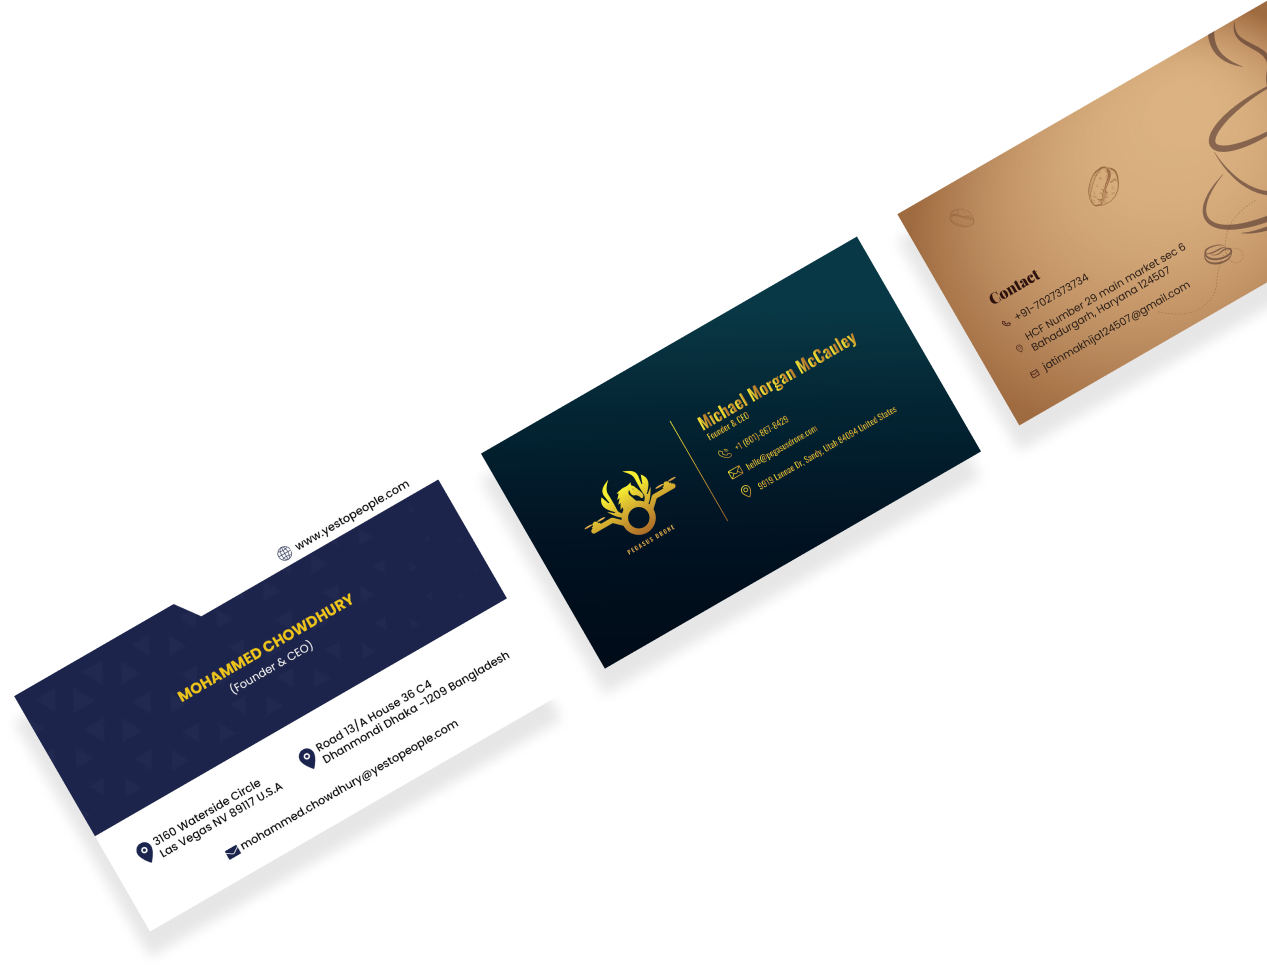 www.yestopeople.com
MOHAMMED CHOWDHURY
(Founder & CEO)
3160 Waterside Circle
Las Vegas NV 89117 U.S.A
Road 13/A House 36 C4
Dhanmondi Dhaka -1209 Bangladesh
mohammed.chowdhury@yestopeople.com
PEGASUS DRONE
Michael Morgan McCauley
Founder & CEO
+1 (801)-867-8429
hello@pegasusdrone.com
9919 Lannae Dr, Sandy, Utah 84094 United States
Contact
+91-7027373734
HCF Number 29 main market sec 6
Bahadurgarh, Haryana 124507
jatinmakhija124507@gmail.com